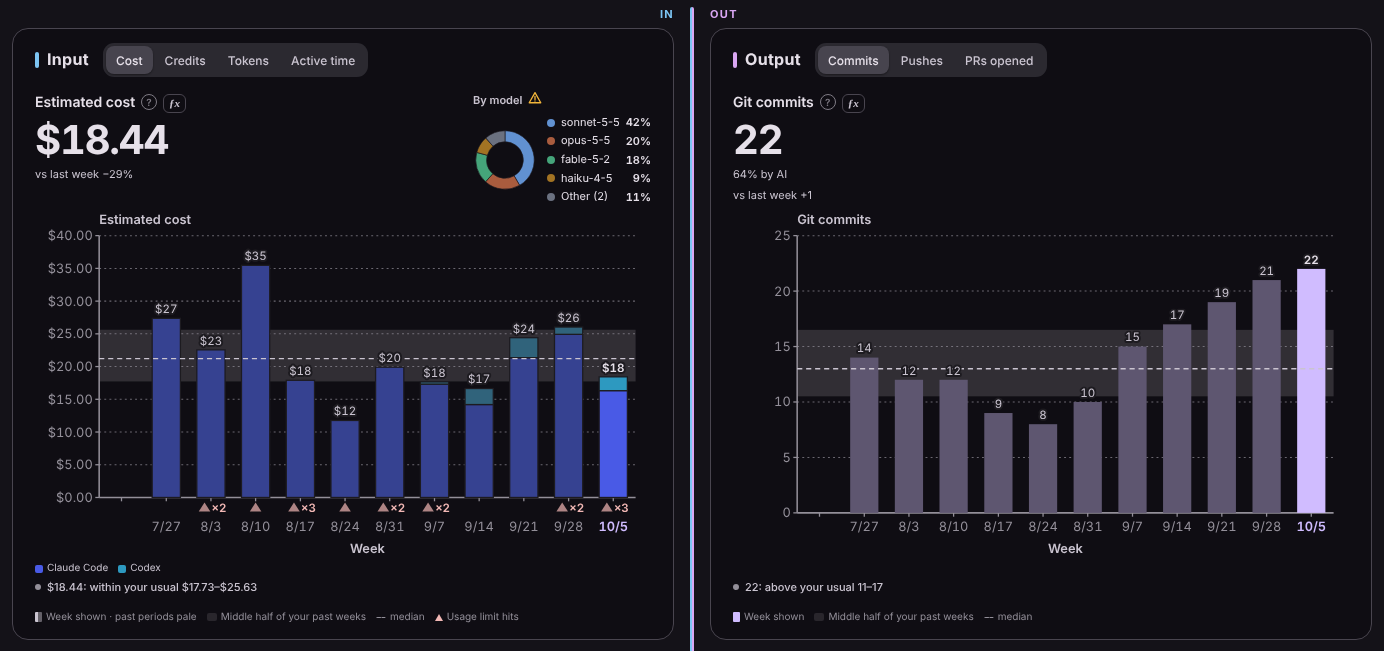 IN
OUT
Input
Cost
Credits
Tokens
Active time
Estimated cost ? ƒx
$18.44
vs last week −29%
By model
sonnet-5-5 42%
opus-5-5 20%
fable-5-2 18%
haiku-4-5 9%
Other (2) 11%
Estimated cost
$40.00
$35.00
$30.00
$25.00
$20.00
$15.00
$10.00
$5.00
$0.00
$27
$23
$35
$18
$12
$20
$18
$17
$24
$26
$18
×2
×3
×2
×2
×2
×3
7/27 8/3 8/10 8/17 8/24 8/31 9/7 9/14 9/21 9/28 10/5
Week
Claude Code Codex
$18.44: within your usual $17.73–$25.63
Week shown · past periods pale Middle half of your past weeks median Usage limit hits
Output
Commits
Pushes
PRs opened
Git commits ? ƒx
22
64% by AI
vs last week +1
Git commits
25
20
15
10
5
0
14
12
12
9
8
10
15
17
19
21
22
7/27 8/3 8/10 8/17 8/24 8/31 9/7 9/14 9/21 9/28 10/5
Week
22: above your usual 11–17
Week shown Middle half of your past weeks median